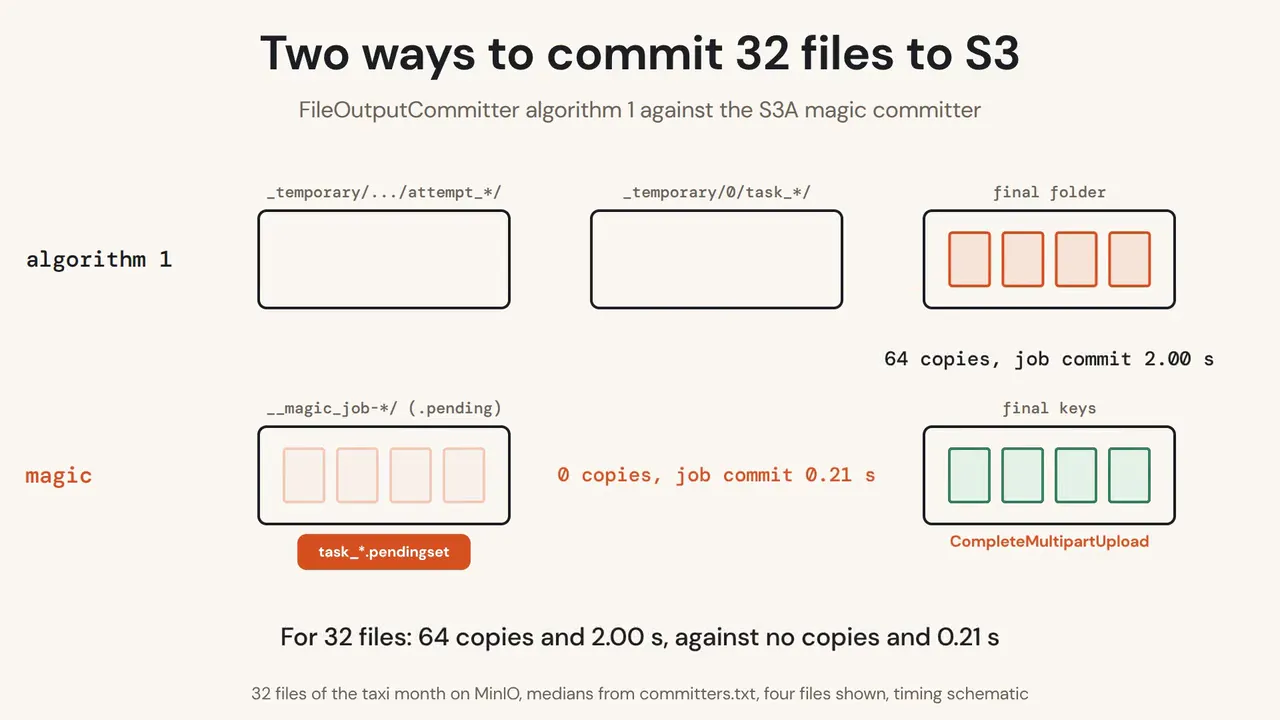 Two ways to commit 32 files to S3
FileOutputCommitter algorithm 1 against the S3A magic committer
_temporary/.../attempt_*/
_temporary/0/task_*/
final folder
algorithm 1
64 copies, job commit 2.00 s
__magic_job-*/ (.pending)
final keys
magic
0 copies, job commit 0.21 s
task_*.pendingset
CompleteMultipartUpload
For 32 files: 64 copies and 2.00 s, against no copies and 0.21 s
32 files of the taxi month on MinIO, medians from committers.txt, four files shown, timing schematic